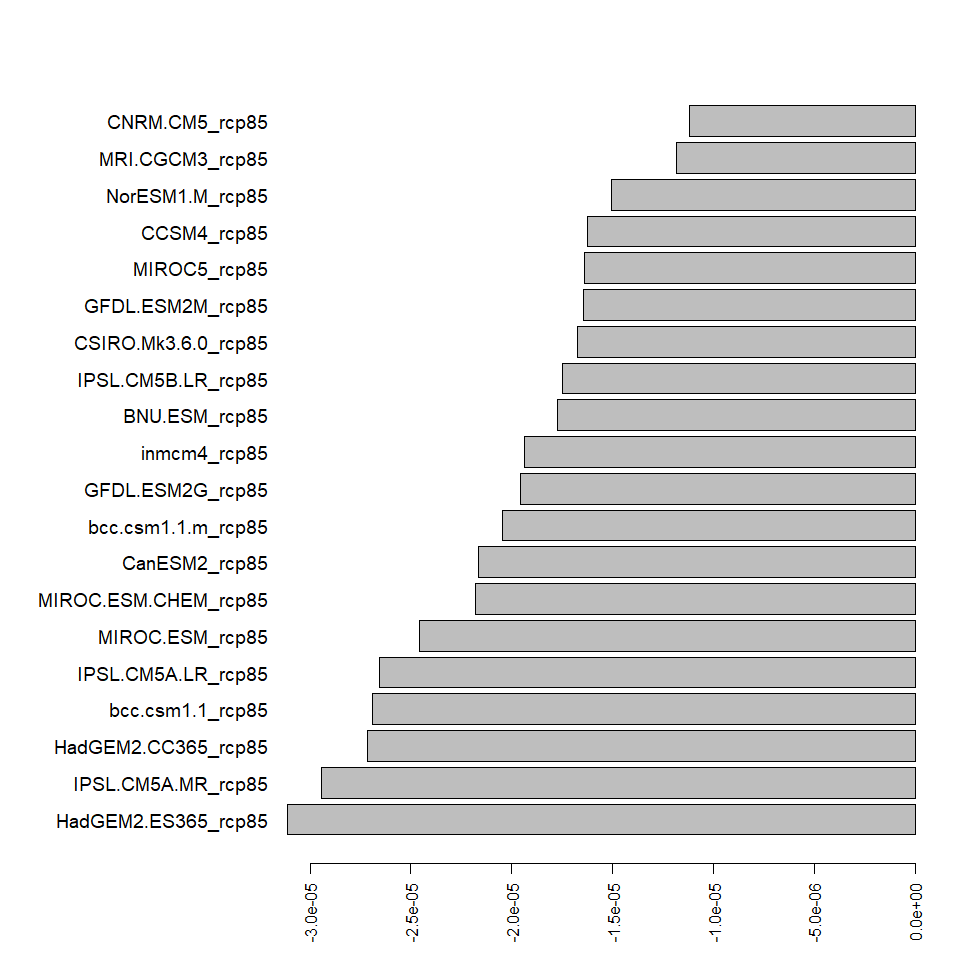 CNRM.CM5_rcp85
MRI.CGCM3_rcp85
NorESM1.M_rcp85
CCSM4_rcp85
MIROC5_rcp85
GFDL.ESM2M_rcp85
CSIRO.Mk3.6.0_rcp85
IPSL.CM5B.LR_rcp85
BNU.ESM_rcp85
inmcm4_rcp85
GFDL.ESM2G_rcp85
bcc.csm1.1.m_rcp85
CanESM2_rcp85
MIROC.ESM.CHEM_rcp85
MIROC.ESM_rcp85
IPSL.CM5A.LR_rcp85
bcc.csm1.1_rcp85
HadGEM2.CC365_rcp85
IPSL.CM5A.MR_rcp85
HadGEM2.ES365_rcp85
-3.0e-05
-2.5e-05
-2.0e-05
-1.5e-05
-1.0e-05
-5.0e-06
0.0e+00